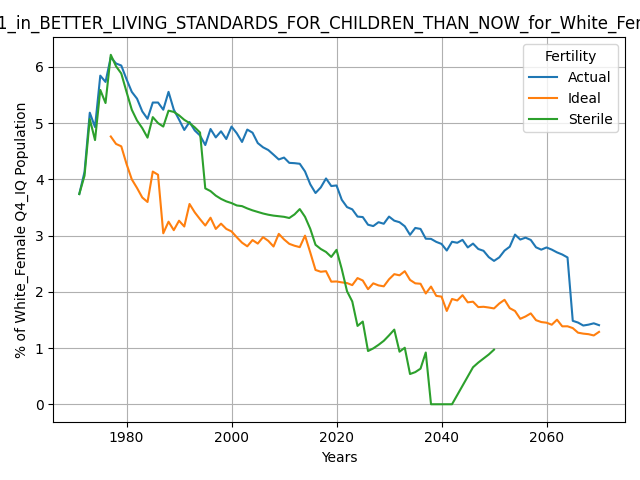 1_in_BETTER_LIVING_STANDARDS_FOR_CHILDREN_THAN_NOW_for_White_Fer
Fertility
Actual
Ideal
Sterile
% of White_Female Q4_IQ Population
6
5
4
3
2
1
0
1980
2000
2020
2040
2060
Years